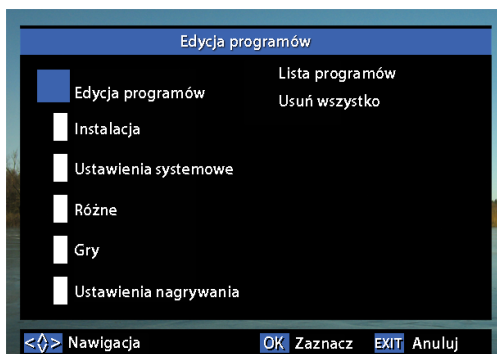 Edycja programów
Edycja programów
Instalacja
Ustawienia systemowe
Różne
Gry
Ustawienia nagrywania
Lista programów
Usuń wszystko
<> Nawigacja OK Zaznacz EXIT Anuluj